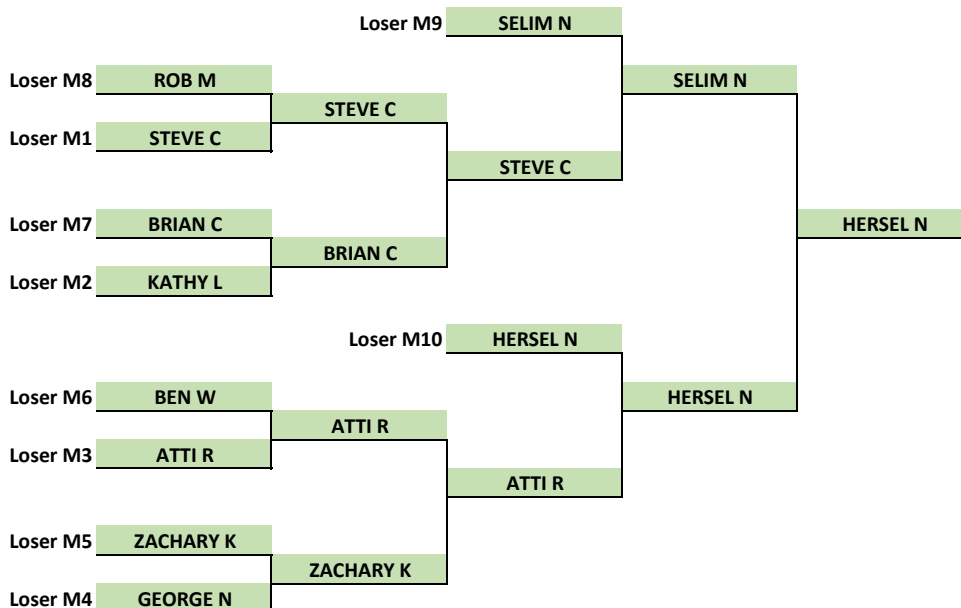 Loser M9 SELIM N
Loser M8 ROB M SELIM N
STEVE C
Loser M1 STEVE C
STEVE C
Loser M7 BRIAN C HERSEL N
BRIAN C
Loser M2 KATHY L
Loser M10 HERSEL N
Loser M6 BEN W HERSEL N
ATTI R
Loser M3 ATTI R
ATTI R
Loser M5 ZACHARY K
ZACHARY K
Loser M4 GEORGE N